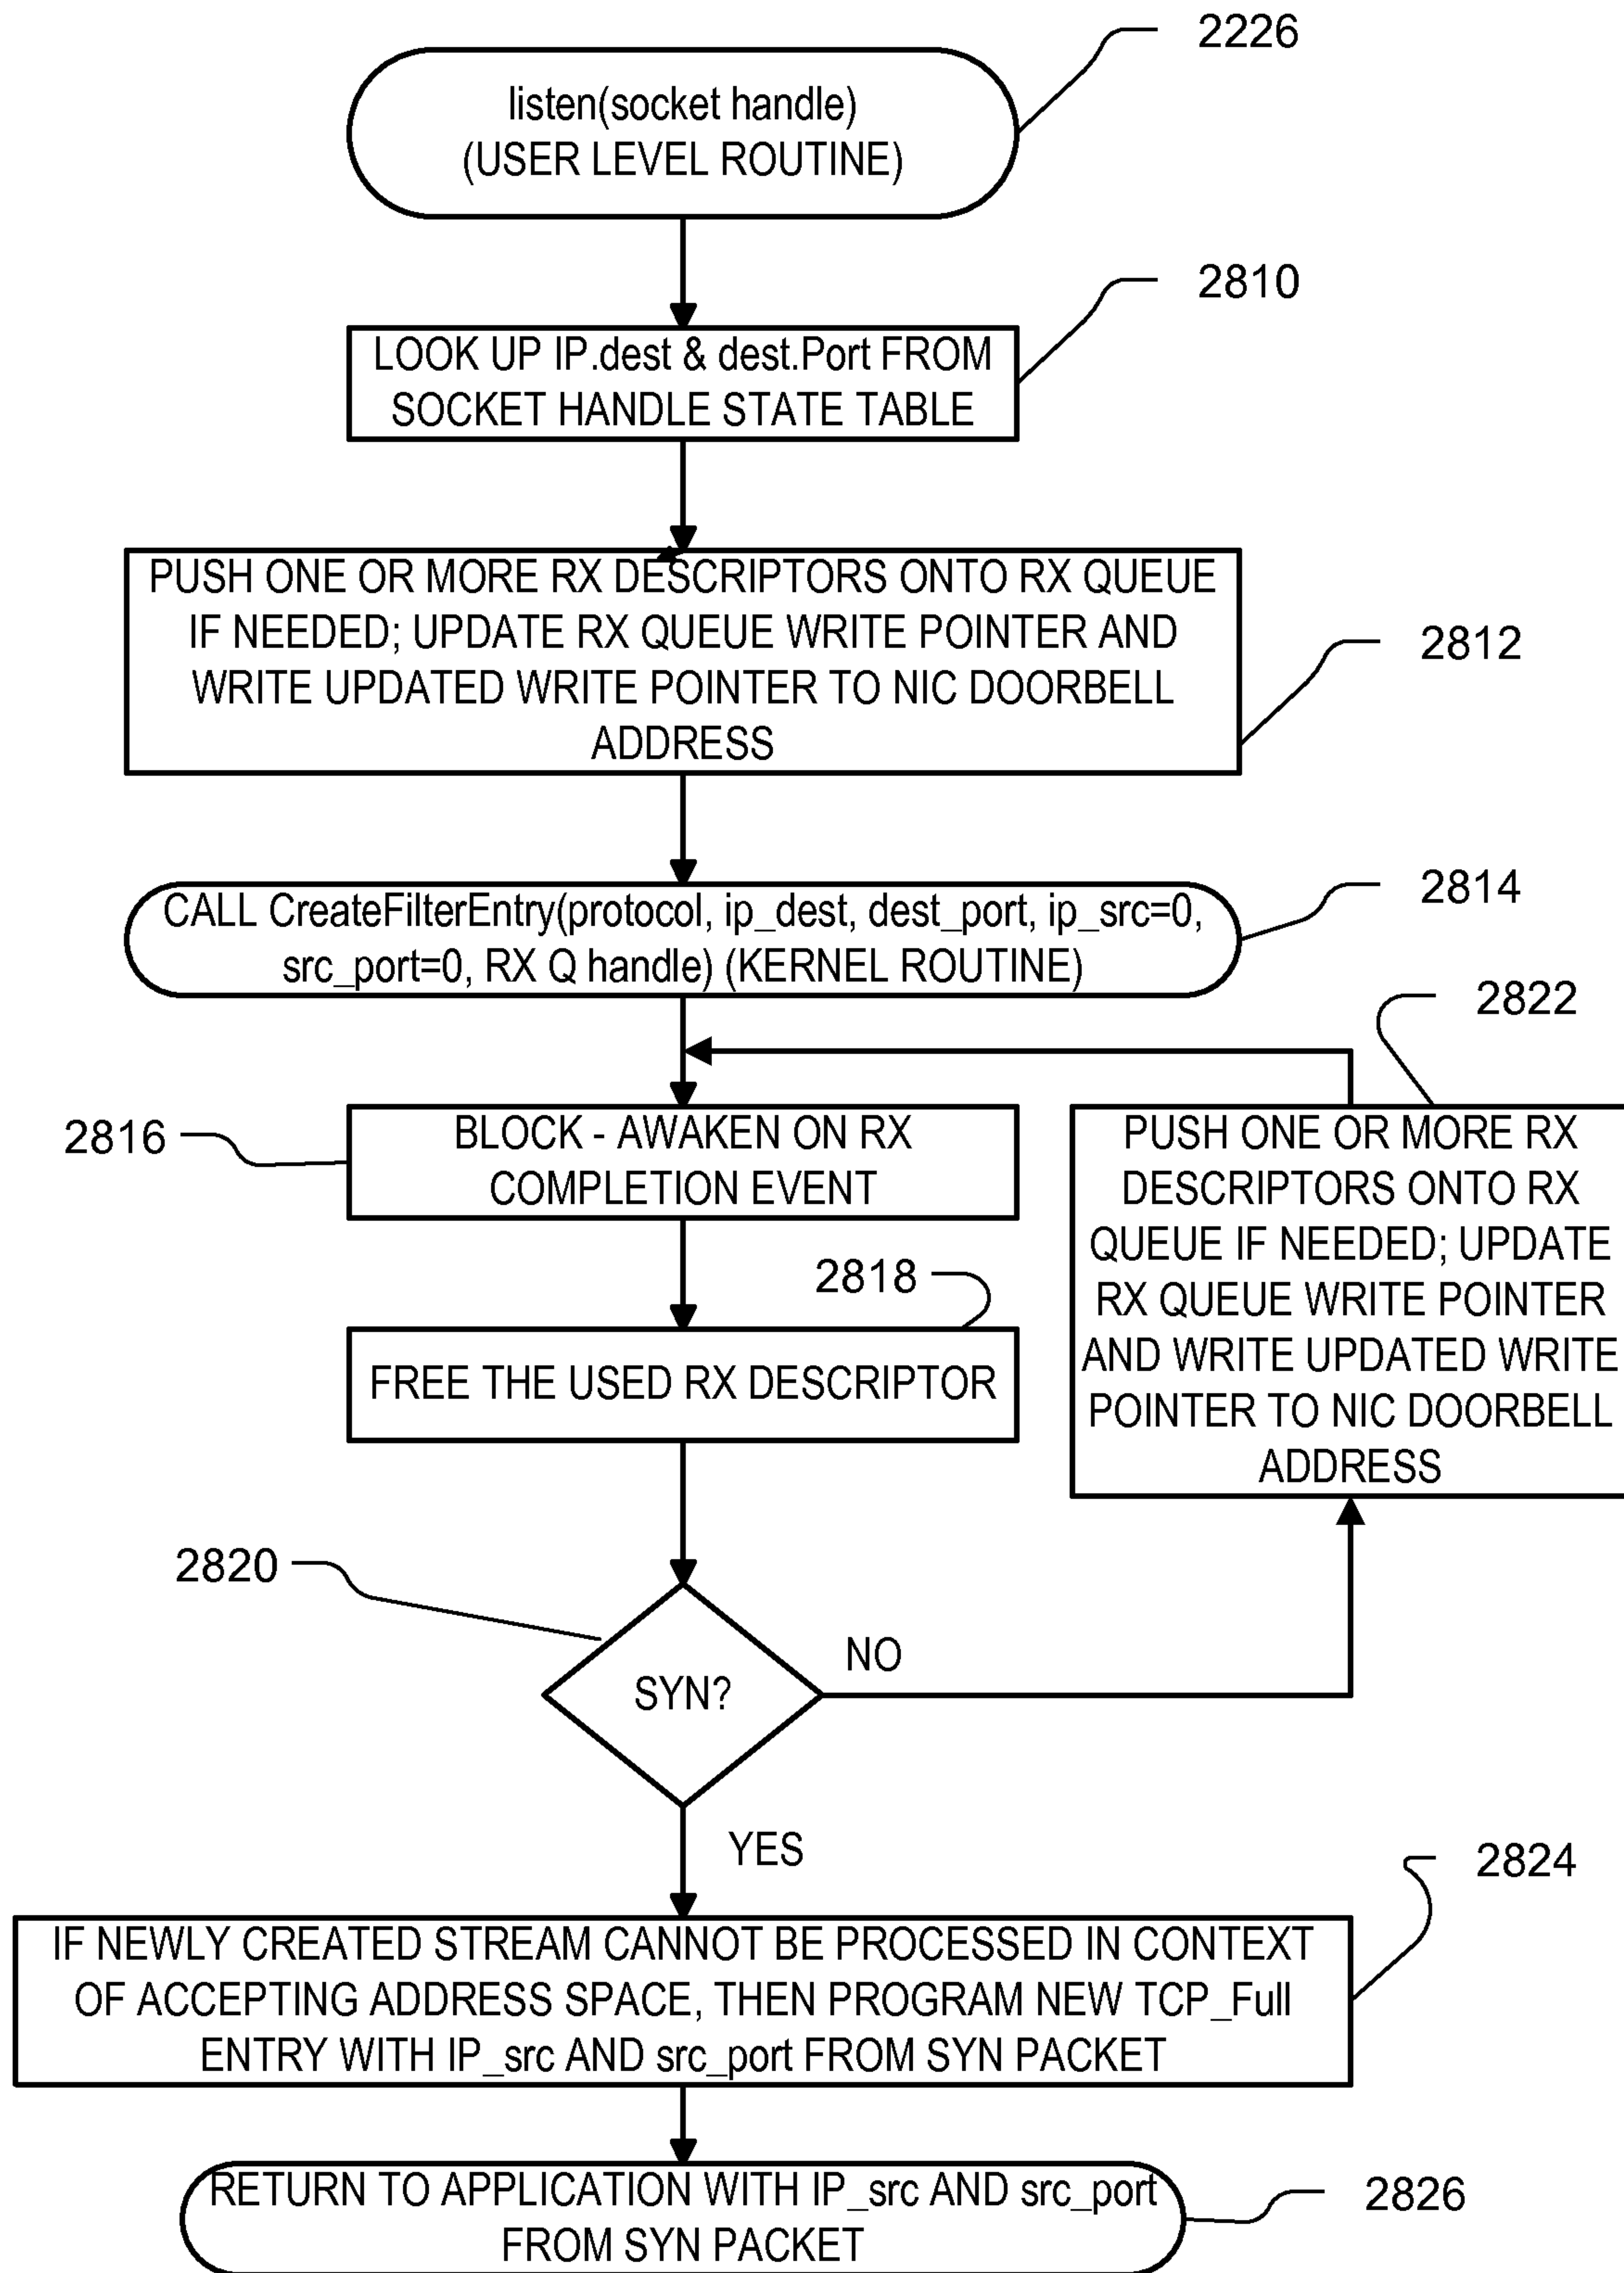 2226
listen(socket handle)
(USER LEVEL ROUTINE)
2810
LOOK UP IP.dest & dest.Port FROM
SOCKET HANDLE STATE TABLE
2812
PUSH ONE OR MORE RX DESCRIPTORS ONTO RX QUEUE
IF NEEDED; UPDATE RX QUEUE WRITE POINTER AND
WRITE UPDATED WRITE POINTER TO NIC DOORBELL
ADDRESS
2814
CALL CreateFilterEntry(protocol, ip_dest, dest_port, ip_src=0,
src_port=0, RX Q handle) (KERNEL ROUTINE)
2816
BLOCK - AWAKEN ON RX
COMPLETION EVENT
2818
FREE THE USED RX DESCRIPTOR
2820
SYN?
NO
2822
PUSH ONE OR MORE RX
DESCRIPTORS ONTO RX
QUEUE IF NEEDED; UPDATE
RX QUEUE WRITE POINTER
AND WRITE UPDATED WRITE
POINTER TO NIC DOORBELL
ADDRESS
YES
2824
IF NEWLY CREATED STREAM CANNOT BE PROCESSED IN CONTEXT
OF ACCEPTING ADDRESS SPACE, THEN PROGRAM NEW TCP_Full
ENTRY WITH IP_src AND src_port FROM SYN PACKET
RETURN TO APPLICATION WITH IP_src AND src_port
FROM SYN PACKET
2826